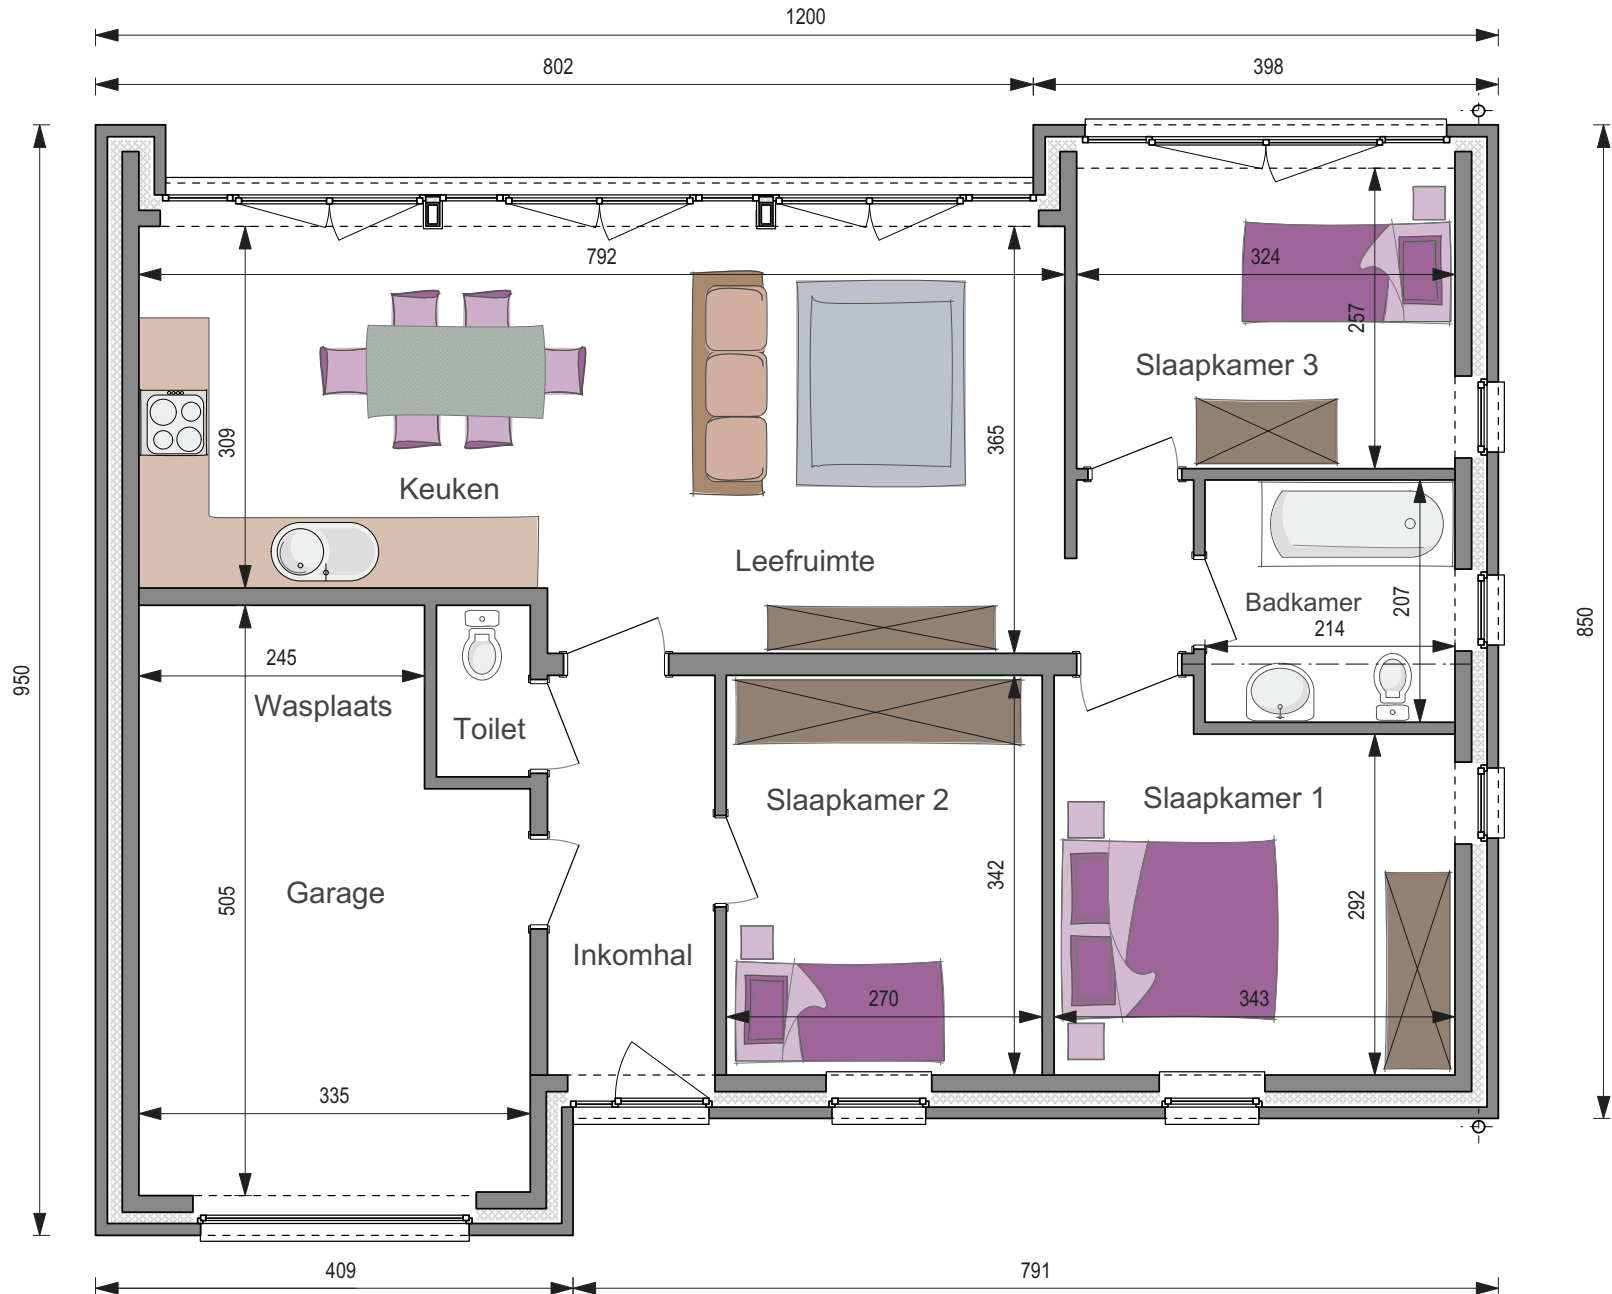 1200
802
398
792
324
257
Slaapkamer 3
309
365
Keuken
Leefruimte
Badkamer
214
207
950
850
245
Wasplaats
Toilet
Slaapkamer 2
Slaapkamer 1
342
292
505
Garage
Inkomhal
270
343
335
409
791